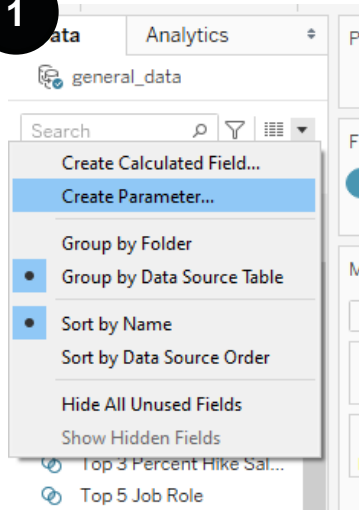 1
ata
Analytics
P
general_data
Search
F
Create Calculated Field...
Create Parameter...
Group by Folder
Group by Data Source Table
M
Sort by Name
Sort by Data Source Order
Hide All Unused Fields
Show Hidden Fields
Top 3 Percent Hike Sal...
Top 5 Job Role